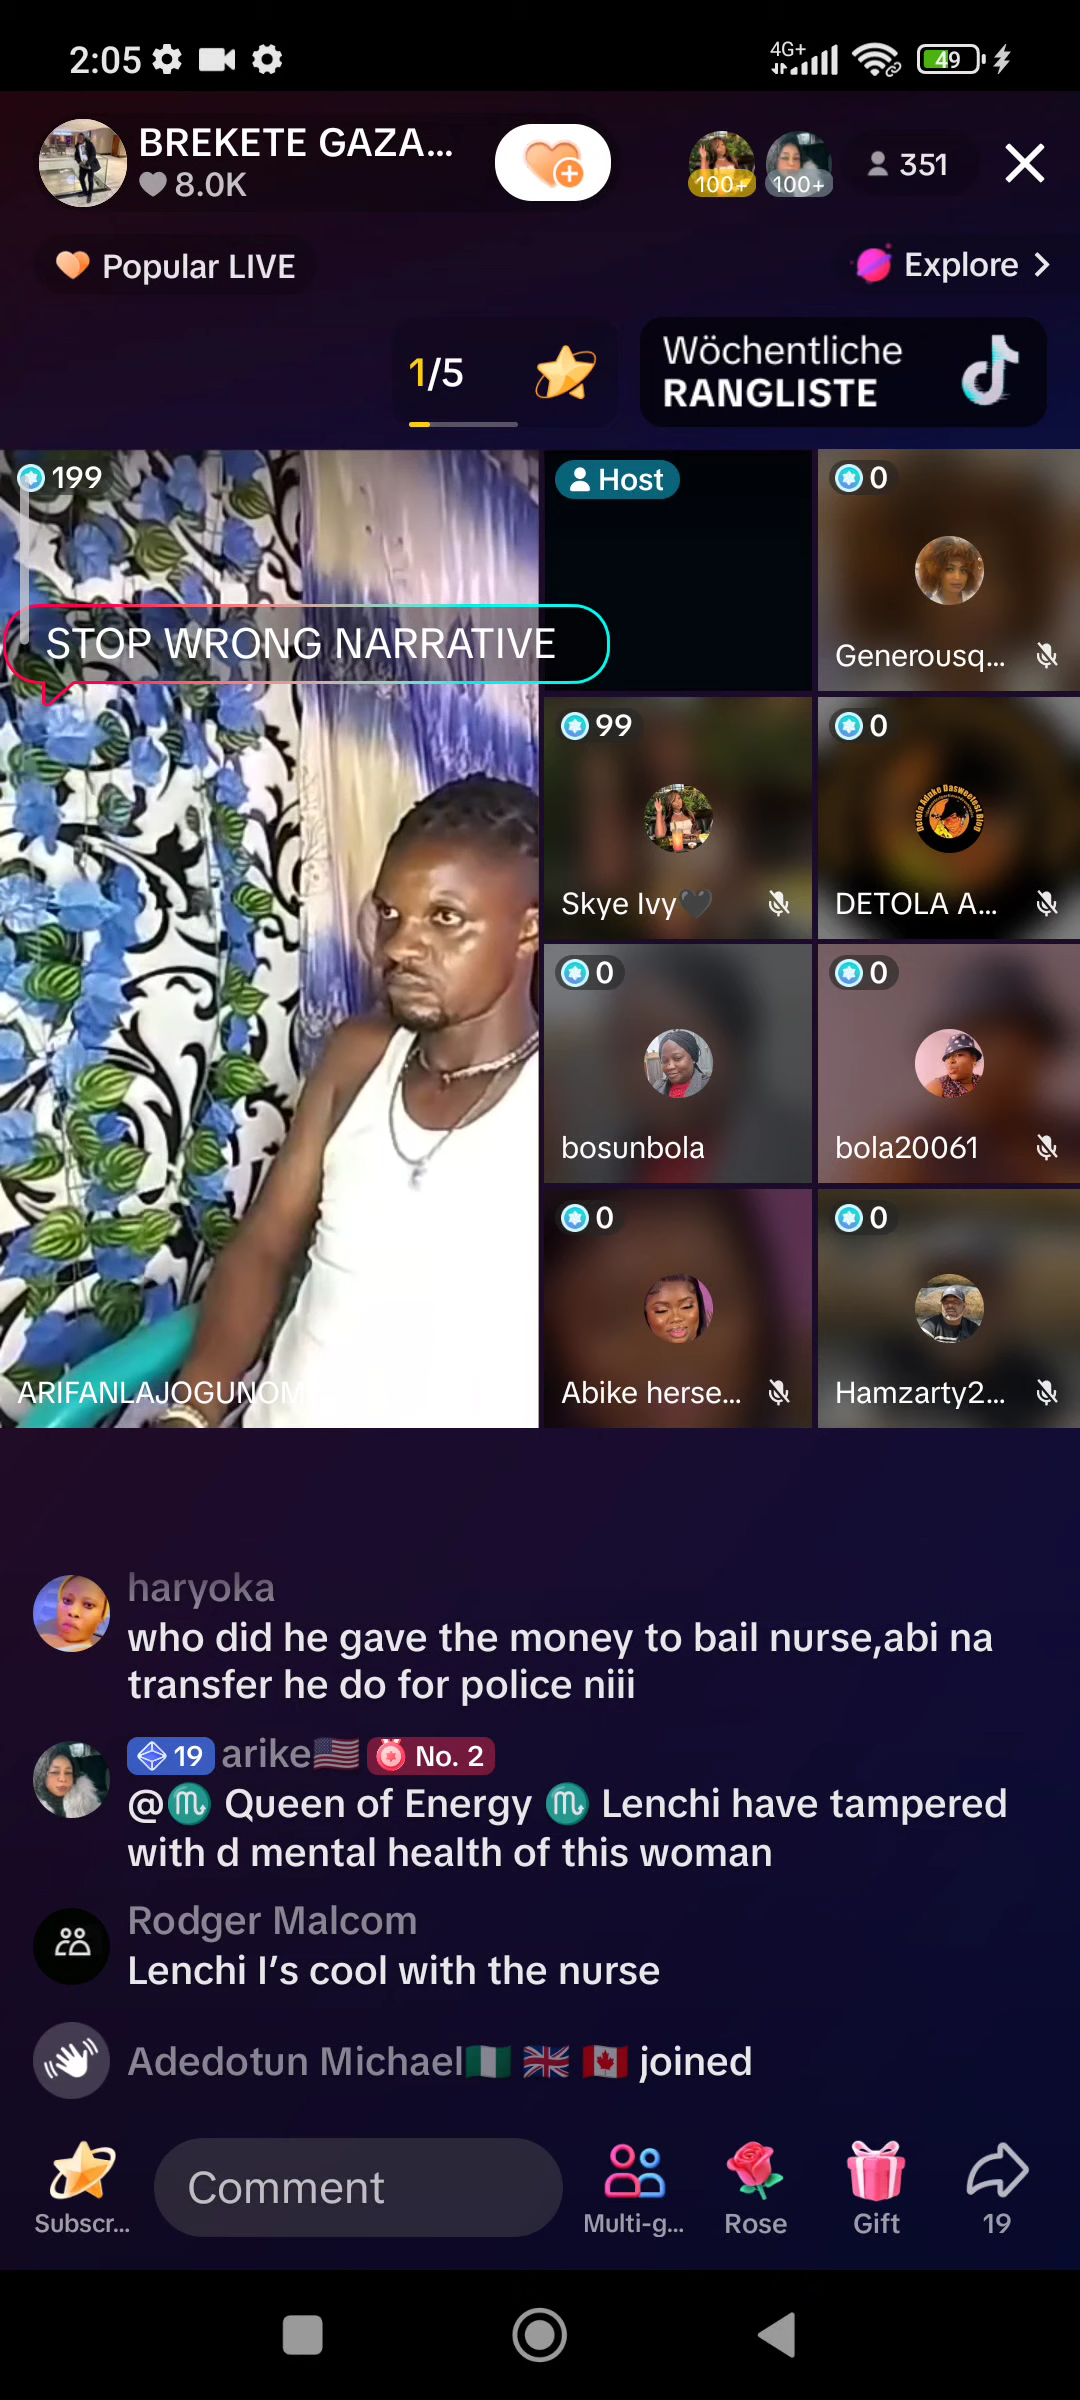 2:05
4G+
49
BREKETE GAZA...
8.0K
100+
100+
351
Popular LIVE
Explore
1/5
Wöchentliche
RANGLISTE
199
Host
0
STOP WRONG NARRATIVE
Generousq...
99
0
Detola Adoke Dasweetest Blog
Skye Ivy🖤
DETOLA A...
0
0
bosunbola
bola20061
0
0
ARIFANLAJOGUNOM
Abike herse...
Hamzarty2...
haryoka
who did he gave the money to bail nurse,abi na
transfer he do for police niii
19 arike🇺🇸 No. 2
@♏ Queen of Energy ♏ Lenchi have tampered
with d mental health of this woman
Rodger Malcom
Lenchi I’s cool with the nurse
Adedotun Michael🇳🇬 🇬🇧 🇨🇦 joined
Comment
Subscr...
Multi-g...
Rose
Gift
19